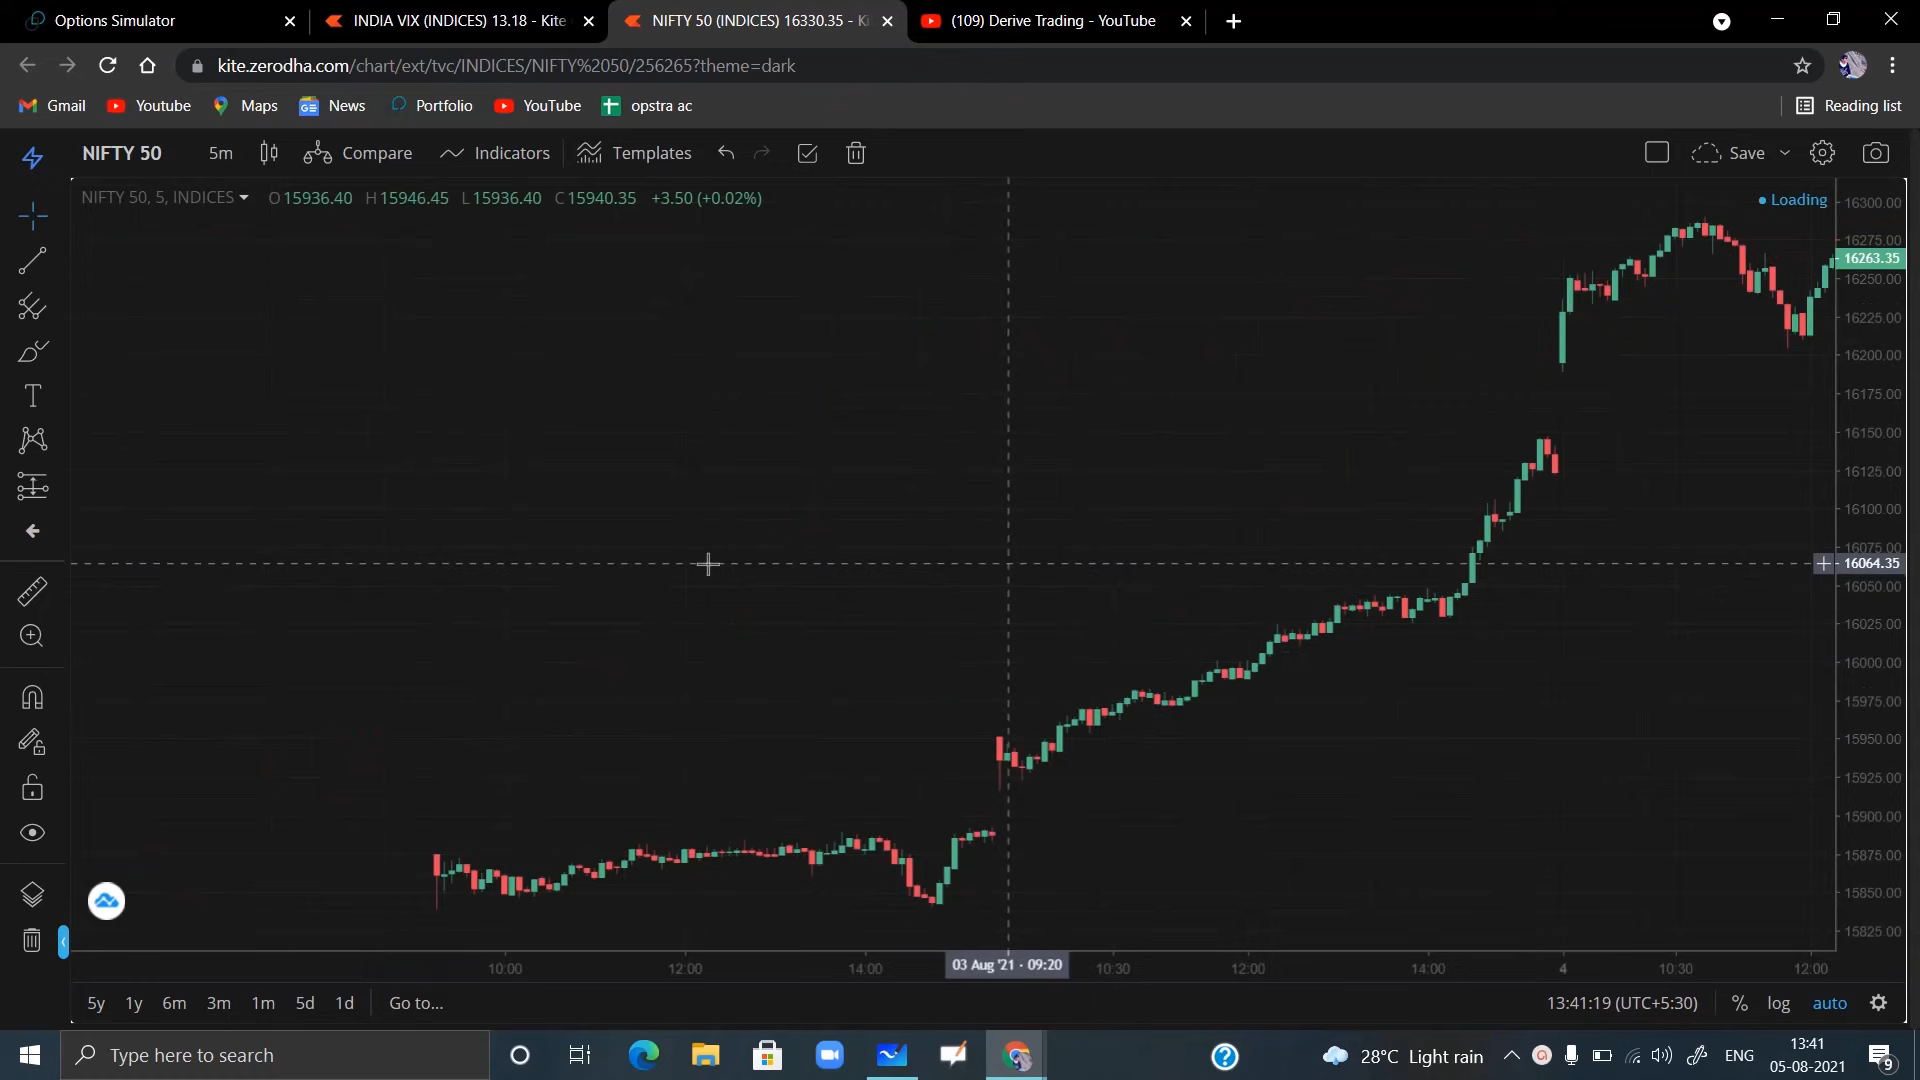 Options Simulator
INDIA VIX (INDICES) 13.18 - Kite
NIFTY 50 (INDICES) 16330.35 - Ki
(109) Derive Trading - YouTube
kite.zerodha.com/chart/ext/tvc/INDICES/NIFTY%2050/256265?theme=dark
Gmail
Youtube
Maps
News
Portfolio
YouTube
opstra ac
Reading list
NIFTY 50
5m
Compare
Indicators
Templates
Save
NIFTY 50, 5, INDICES O15936.40 H15946.45 L15936.40 C15940.35 +3.50 (+0.02%)
Loading
16300.00
16275.00
16263.35
16250.00
16225.00
16200.00
16175.00
16150.00
16125.00
16100.00
16075.00
16064.35
16050.00
16025.00
16000.00
15975.00
15950.00
15925.00
15900.00
15875.00
15850.00
15825.00
10:00
12:00
14:00
03 Aug '21 · 09:20
10:30
12:00
14:00
4
10:30
12:00
5y 1y 6m 3m 1m 5d 1d Go to...
13:41:19 (UTC+5:30) % log auto
Type here to search
28°C Light rain
ENG
13:41
05-08-2021
9